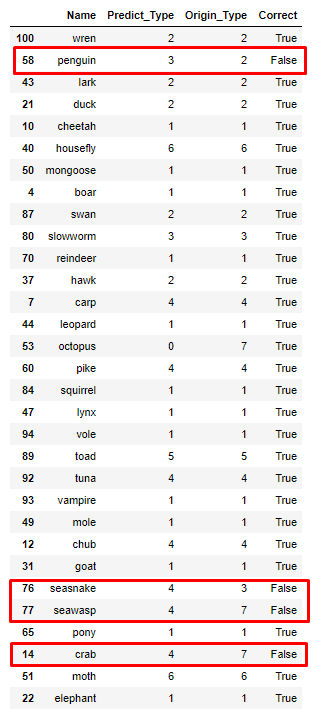 Name Predict_Type Origin_Type Correct
100 wren 2 2 True
58 penguin 3 2 False
43 lark 2 2 True
21 duck 2 2 True
10 cheetah 1 1 True
40 housefly 6 6 True
50 mongoose 1 1 True
4 boar 1 1 True
87 swan 2 2 True
80 slowworm 3 3 True
70 reindeer 1 1 True
37 hawk 2 2 True
7 carp 4 4 True
44 leopard 1 1 True
53 octopus 0 7 True
60 pike 4 4 True
84 squirrel 1 1 True
47 lynx 1 1 True
94 vole 1 1 True
89 toad 5 5 True
92 tuna 4 4 True
93 vampire 1 1 True
49 mole 1 1 True
12 chub 4 4 True
31 goat 1 1 True
76 seasnake 4 3 False
77 seawasp 4 7 False
65 pony 1 1 True
14 crab 4 7 False
51 moth 6 6 True
22 elephant 1 1 True